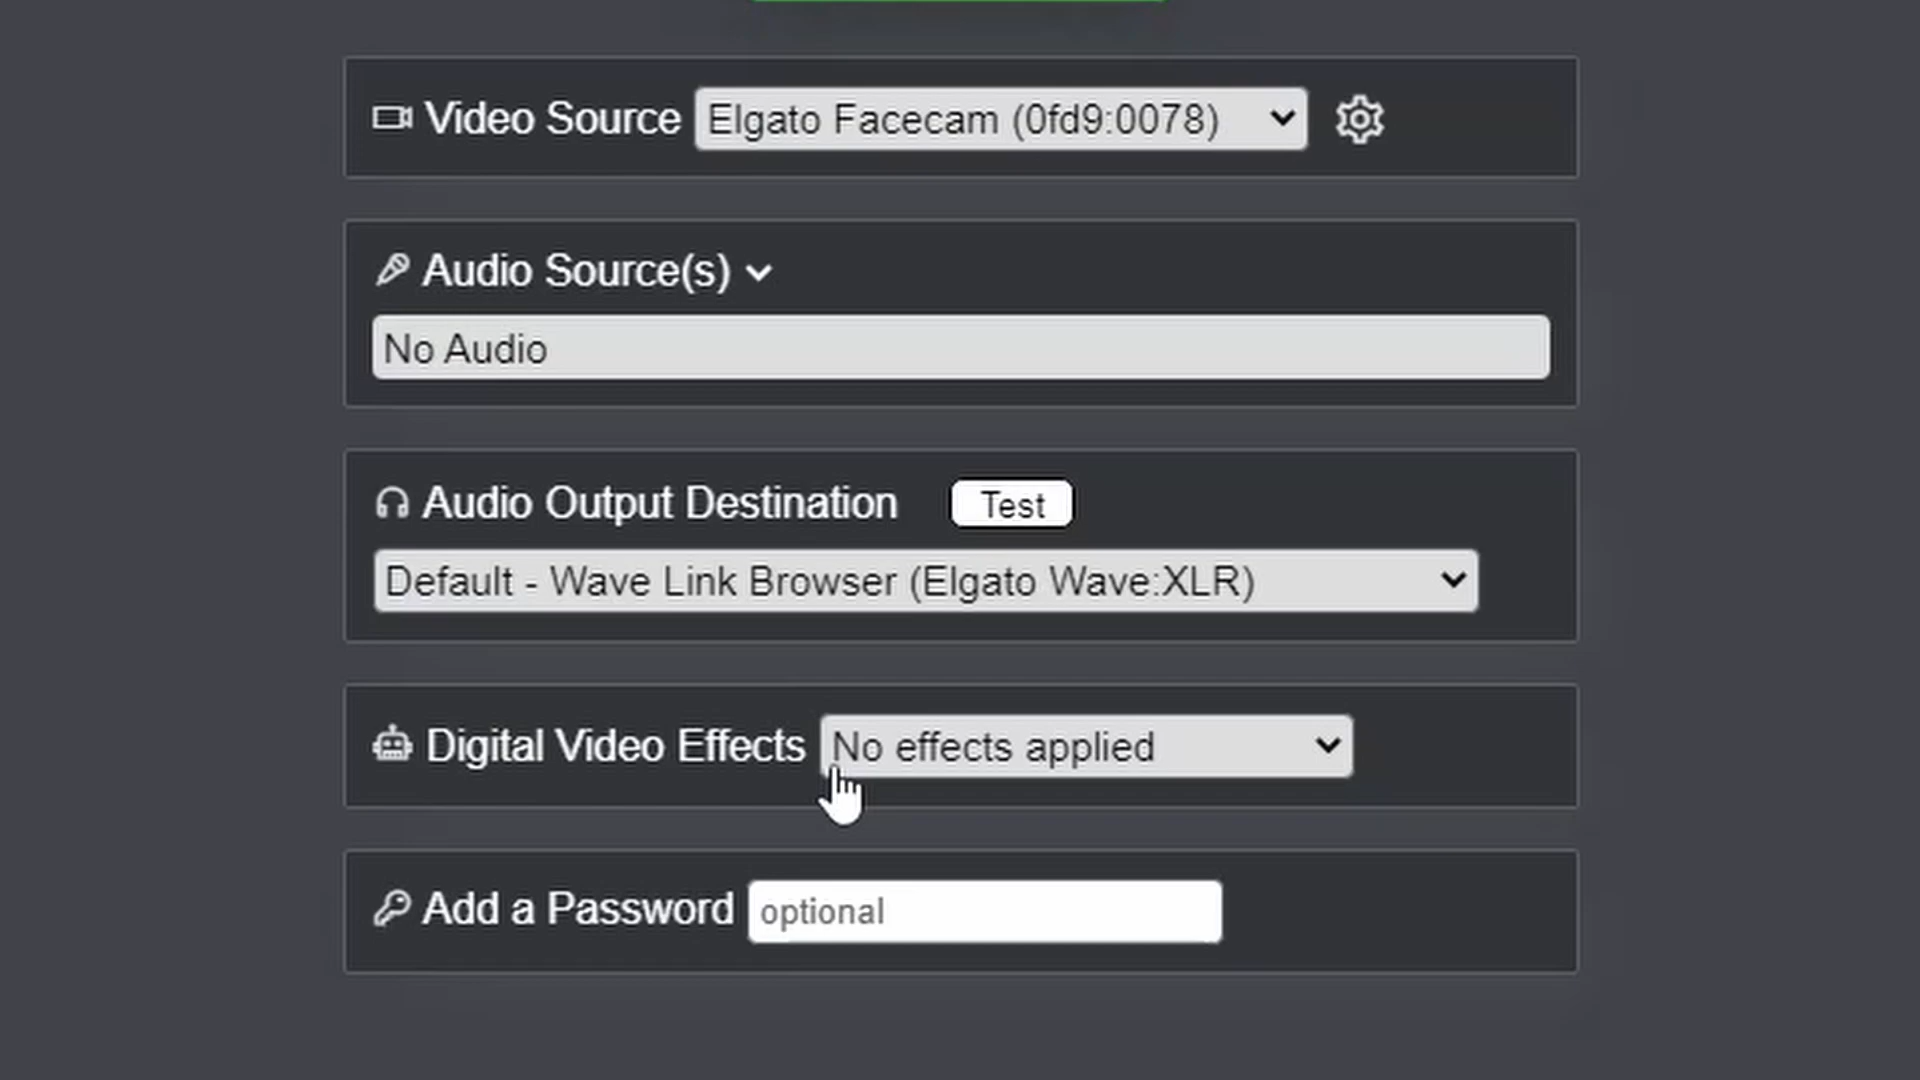 Video Source Elgato Facecam (0fd9:0078)
Audio Source(s)
No Audio
Audio Output Destination Test
Default - Wave Link Browser (Elgato Wave:XLR)
Digital Video Effects No effects applied
Add a Password optional